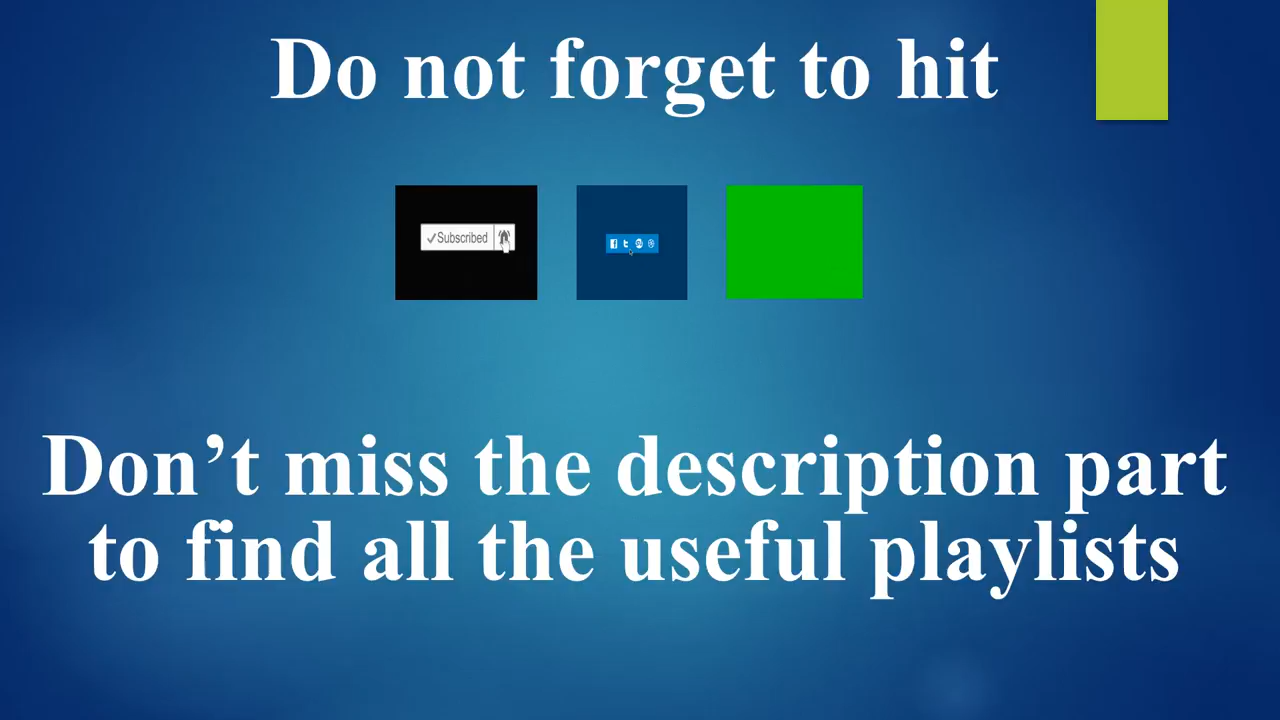 Do not forget to hit
Subscribed
Don’t miss the description part
to find all the useful playlists